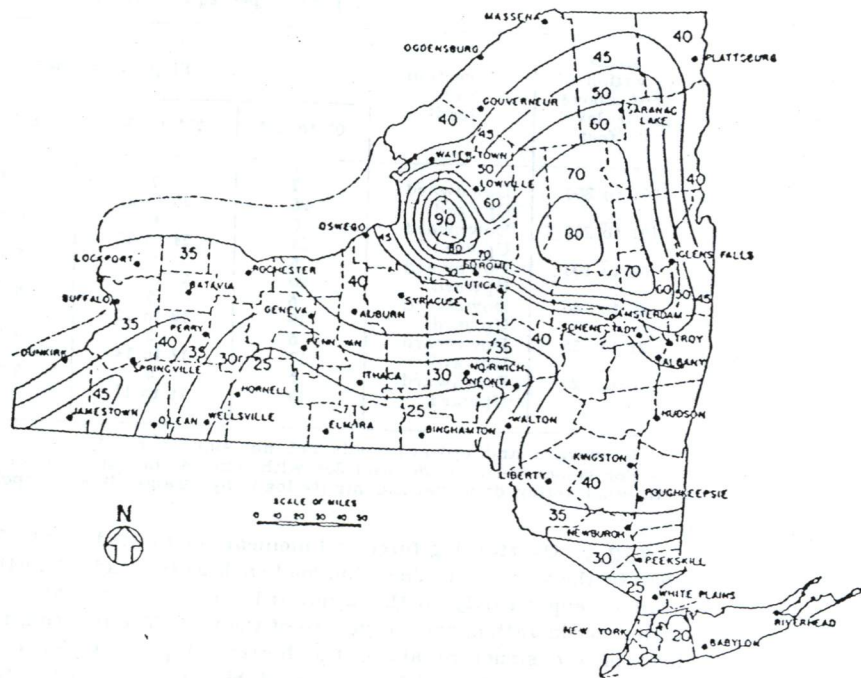 MASSENA
OGDENSBURG
40
PLATTSBURG
45
GOUVERNEUR
50
SARANAC LAKE
40
45
60
WATERTOWN
50
LOWVILLE
70
40
60
90
OSWEGO
45
80
80
70
GLENS FALLS
LOCKPORT
35
ROCHESTER
ROME
70
60
50
45
BATAVIA
40
UTICA
BUFFALO
SYRACUSE
AMSTERDAM
GENEVA
AUBURN
SCHENECTADY
35
PERRY
40
TROY
40
35
PENN YAN
35
ALBANY
DUNKIRK
30
25
SPRINGVILLE
ITHACA
30
NORWICH
ONEONTA
45
HORNELL
25
JAMESTOWN
OLEAN
WELLSVILLE
ELMIRA
BINGHAMTON
WALTON
HUDSON
KINGSTON
LIBERTY
40
POUGHKEEPSIE
SCALE OF MILES
0 10 20 30 40 50
35
NEWBURGH
N
30
PEEKSKILL
25
WHITE PLAINS
NEW YORK
20
RIVERHEAD
BABYLON